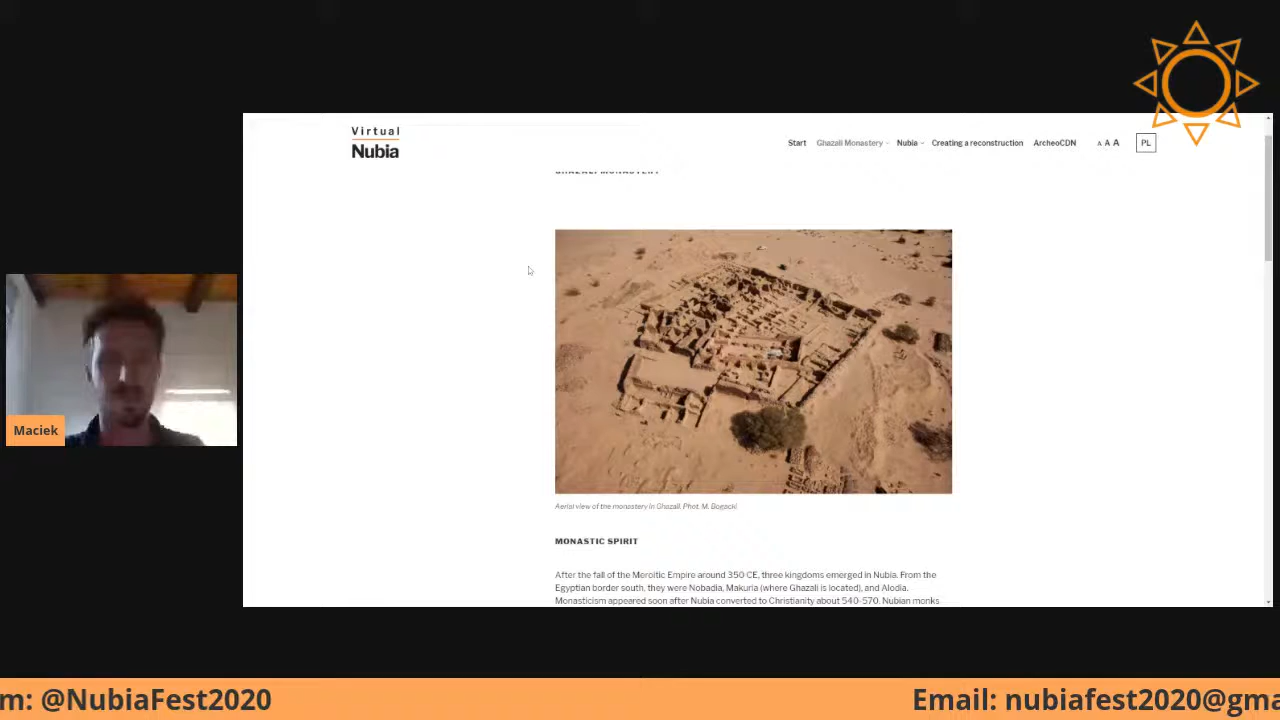 Virtual
Nubia
Start
Ghazali Monastery
Nubia
Creating a reconstruction
ArcheoCDN
A A A
PL
GHAZALI MONASTERY
Aerial view of the monastery in Ghazali. Phot. M. Bogacki
MONASTIC SPIRIT
After the fall of the Meroitic Empire around 350 CE, three kingdoms emerged in Nubia. From the
Egyptian border south, they were Nobadia, Makuria (where Ghazali is located), and Alodia.
Monasticism appeared soon after Nubia converted to Christianity about 540-570. Nubian monks
Maciek
m: @NubiaFest2020
Email: nubiafest2020@gma